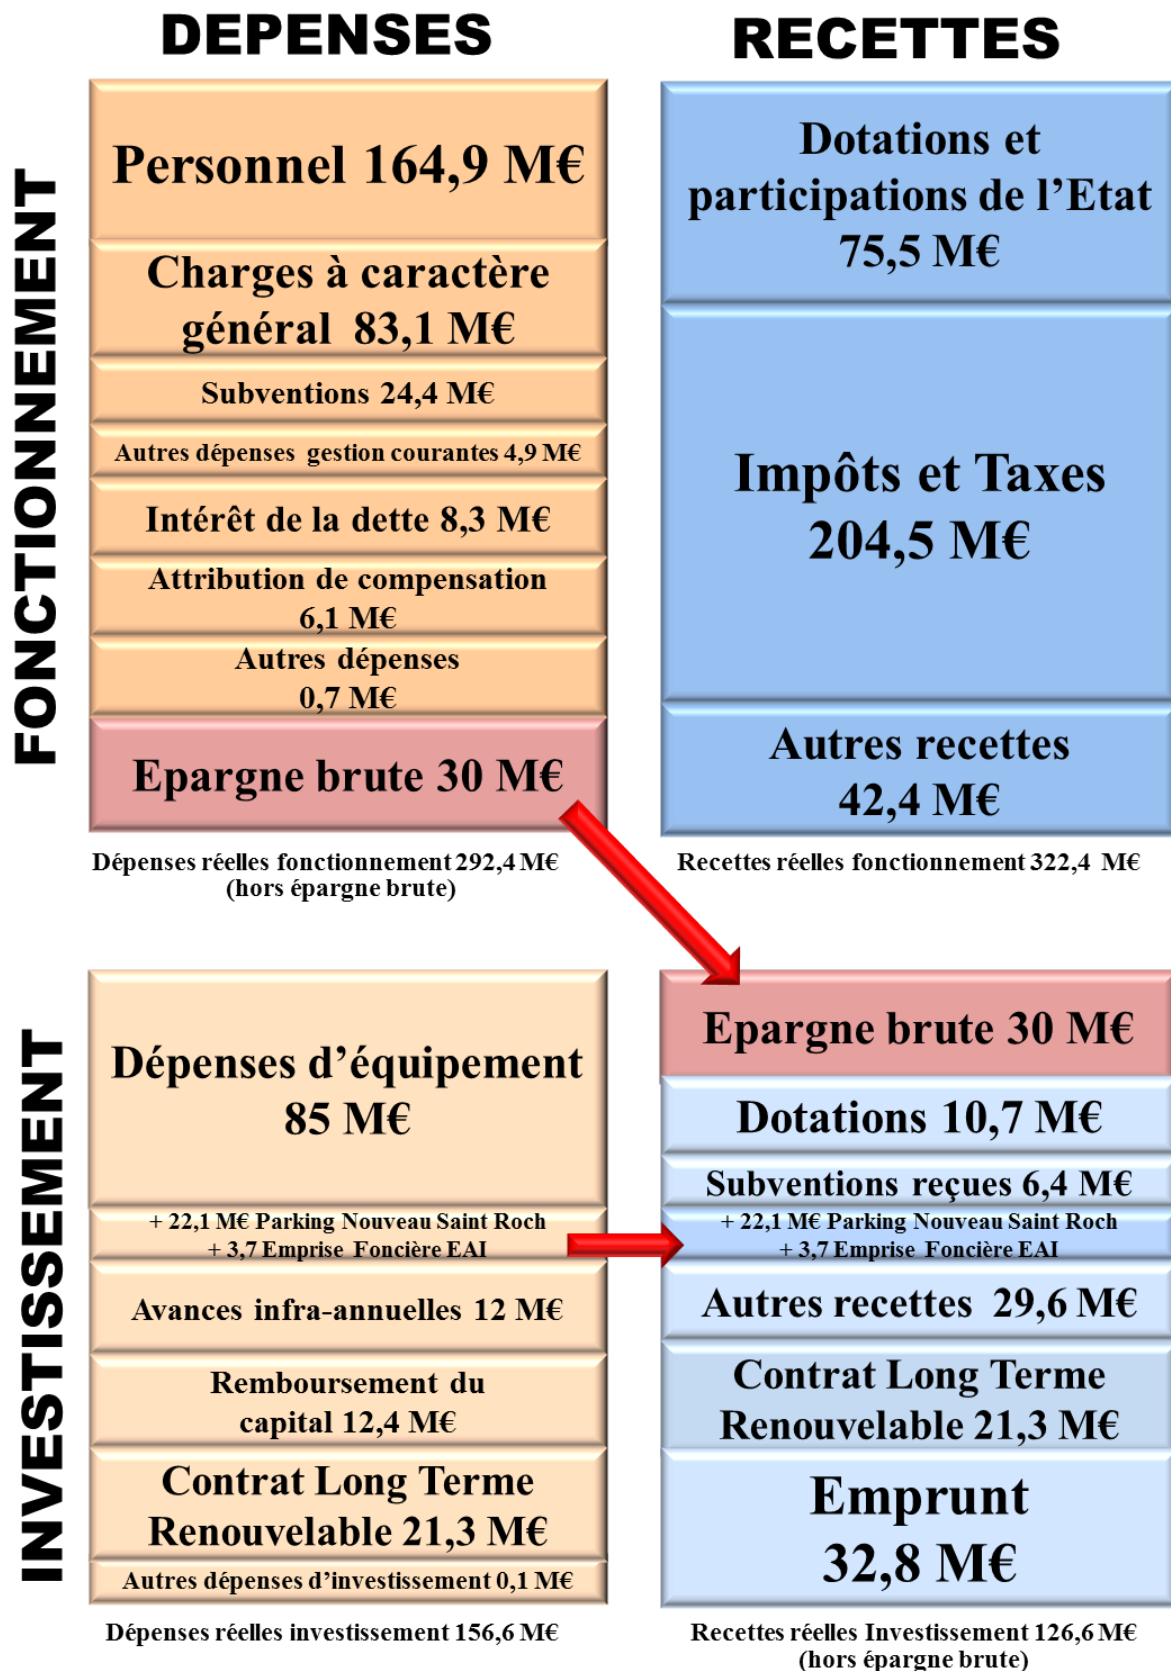 DEPENSES
RECETTES
FONCTIONNEMENT
Personnel 164,9 M€
Charges à caractère
général 83,1 M€
Subventions 24,4 M€
Autres dépenses gestion courantes 4,9 M€
Intérêt de la dette 8,3 M€
Attribution de compensation
6,1 M€
Autres dépenses
0,7 M€
Epargne brute 30 M€
Dépenses réelles fonctionnement 292,4 M€
(hors épargne brute)
Dotations et
participations de l’Etat
75,5 M€
Impôts et Taxes
204,5 M€
Autres recettes
42,4 M€
Recettes réelles fonctionnement 322,4 M€
INVESTISSEMENT
Dépenses d’équipement
85 M€
+ 22,1 M€ Parking Nouveau Saint Roch
+ 3,7 Emprise Foncière EAI
Avances infra-annuelles 12 M€
Remboursement du
capital 12,4 M€
Contrat Long Terme
Renouvelable 21,3 M€
Autres dépenses d’investissement 0,1 M€
Dépenses réelles investissement 156,6 M€
Epargne brute 30 M€
Dotations 10,7 M€
Subventions reçues 6,4 M€
+ 22,1 M€ Parking Nouveau Saint Roch
+ 3,7 Emprise Foncière EAI
Autres recettes 29,6 M€
Contrat Long Terme
Renouvelable 21,3 M€
Emprunt
32,8 M€
Recettes réelles Investissement 126,6 M€
(hors épargne brute)